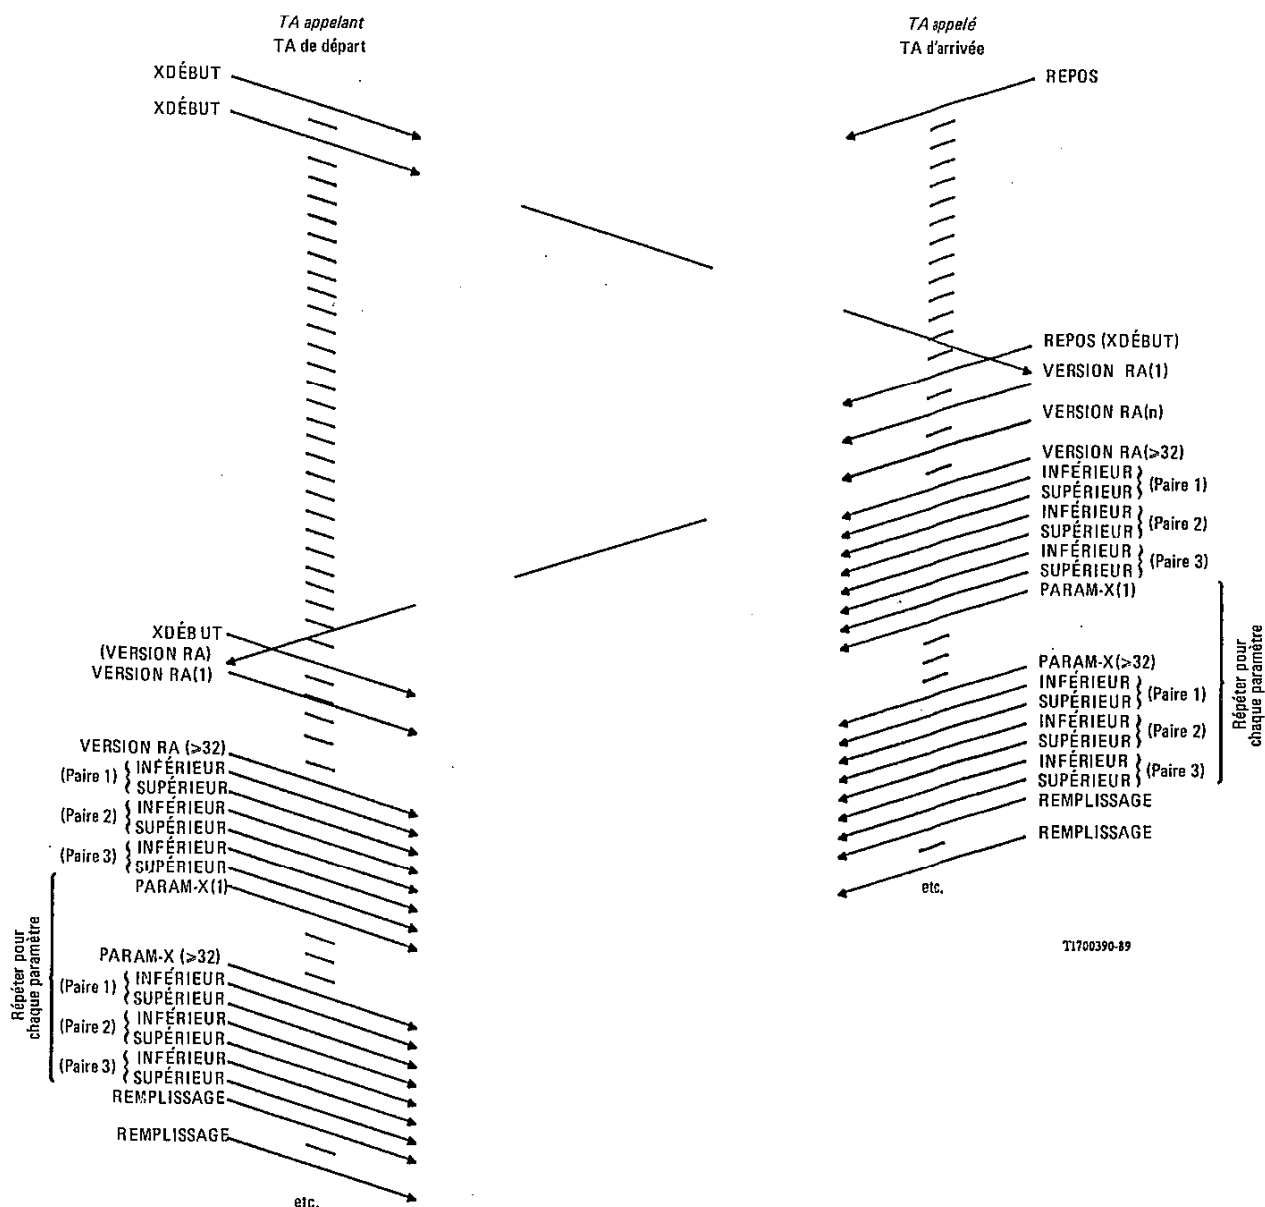 TA appelant
TA de départ
XDÉBUT
XDÉBUT
XDÉBUT
(VERSION RA)
VERSION RA(1)
VERSION RA (⩾32)
(Paire 1) { INFÉRIEUR
SUPÉRIEUR
(Paire 2) { INFÉRIEUR
SUPÉRIEUR
(Paire 3) { INFÉRIEUR
SUPÉRIEUR
PARAM-X(1)
PARAM-X (⩾32)
(Paire 1) { INFÉRIEUR
SUPÉRIEUR
(Paire 2) { INFÉRIEUR
SUPÉRIEUR
(Paire 3) { INFÉRIEUR
SUPÉRIEUR
Répéter pour
chaque paramètre
REMPLISSAGE
REMPLISSAGE
etc.
TA appelé
TA d'arrivée
REPOS
REPOS (XDÉBUT)
VERSION RA(1)
VERSION RA(n)
VERSION RA(⩾32)
INFÉRIEUR
SUPÉRIEUR } (Paire 1)
INFÉRIEUR
SUPÉRIEUR } (Paire 2)
INFÉRIEUR
SUPÉRIEUR } (Paire 3)
PARAM-X(1)
PARAM-X(⩾32)
INFÉRIEUR
SUPÉRIEUR } (Paire 1)
INFÉRIEUR
SUPÉRIEUR } (Paire 2)
INFÉRIEUR
SUPÉRIEUR } (Paire 3)
Répéter pour
chaque paramètre
REMPLISSAGE
REMPLISSAGE
etc.
T1700390-89